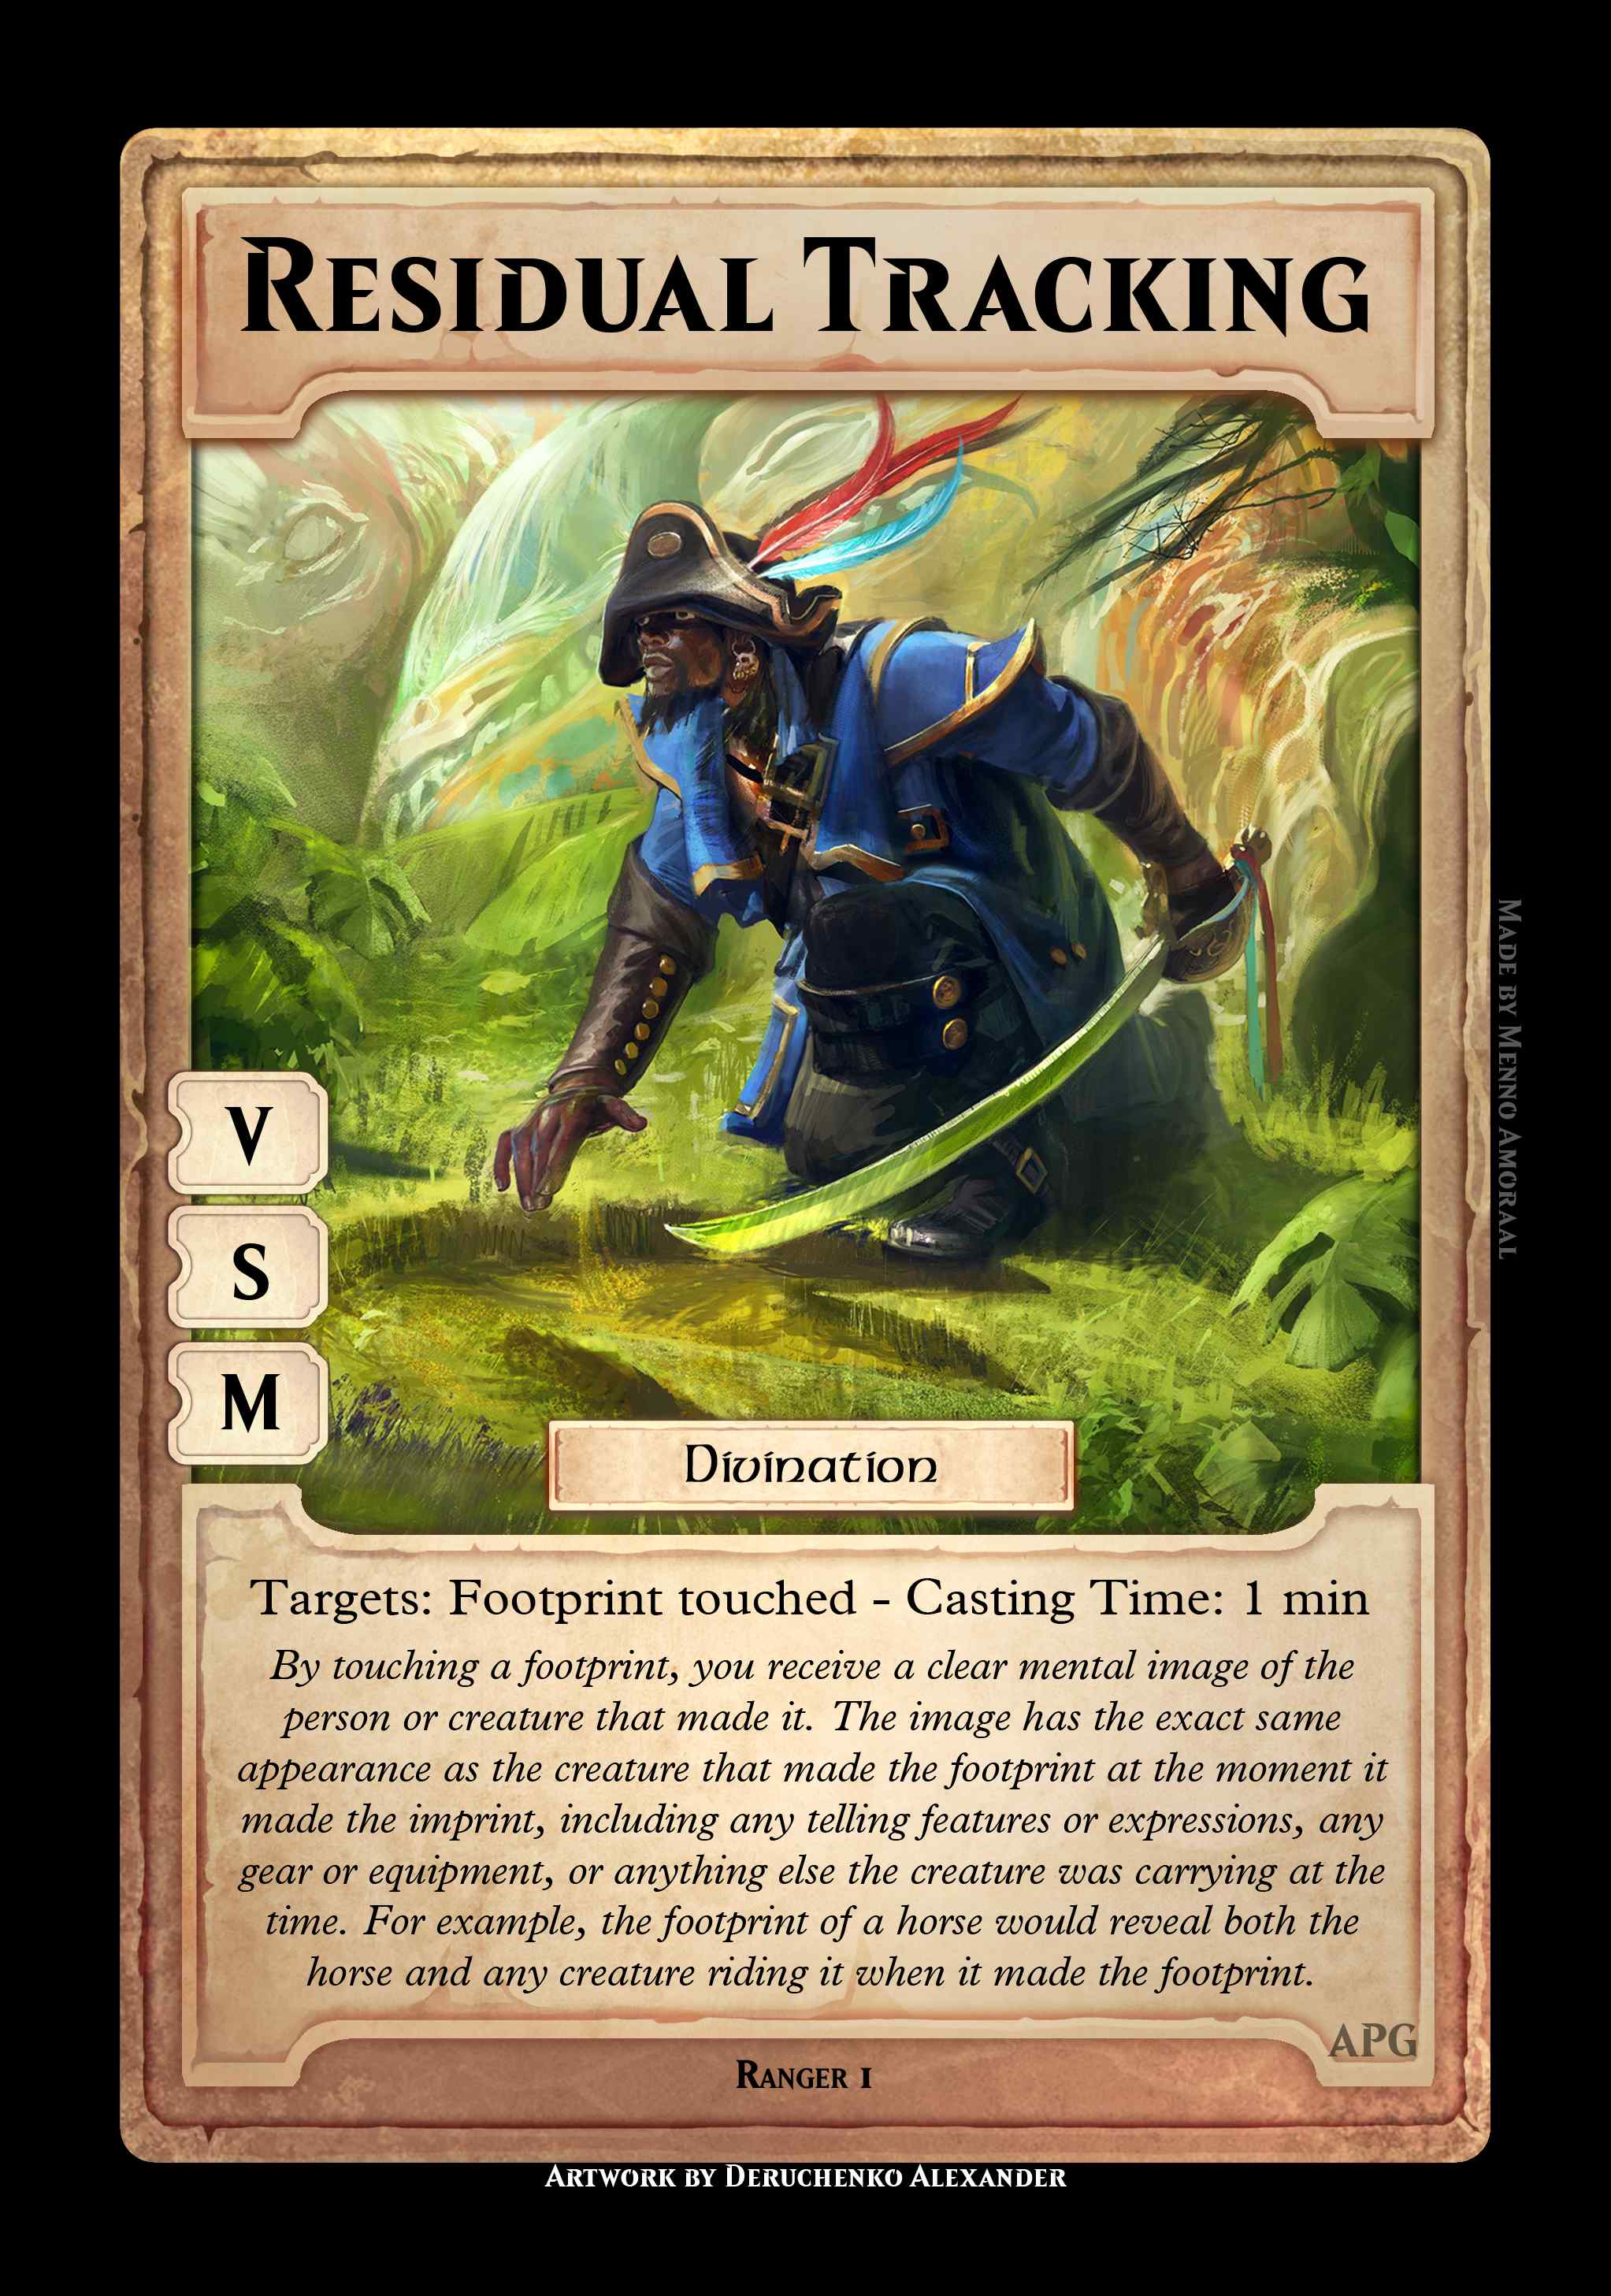 Residual Tracking
V
S
M
Divination
Targets: Footprint touched - Casting Time: 1 min
By touching a footprint, you receive a clear mental image of the
person or creature that made it. The image has the exact same
appearance as the creature that made the footprint at the moment it
made the imprint, including any telling features or expressions, any
gear or equipment, or anything else the creature was carrying at the
time. For example, the footprint of a horse would reveal both the
horse and any creature riding it when it made the footprint.
APG
Ranger 1
Artwork by Deruchenko Alexander
Made by Menno Amoraal